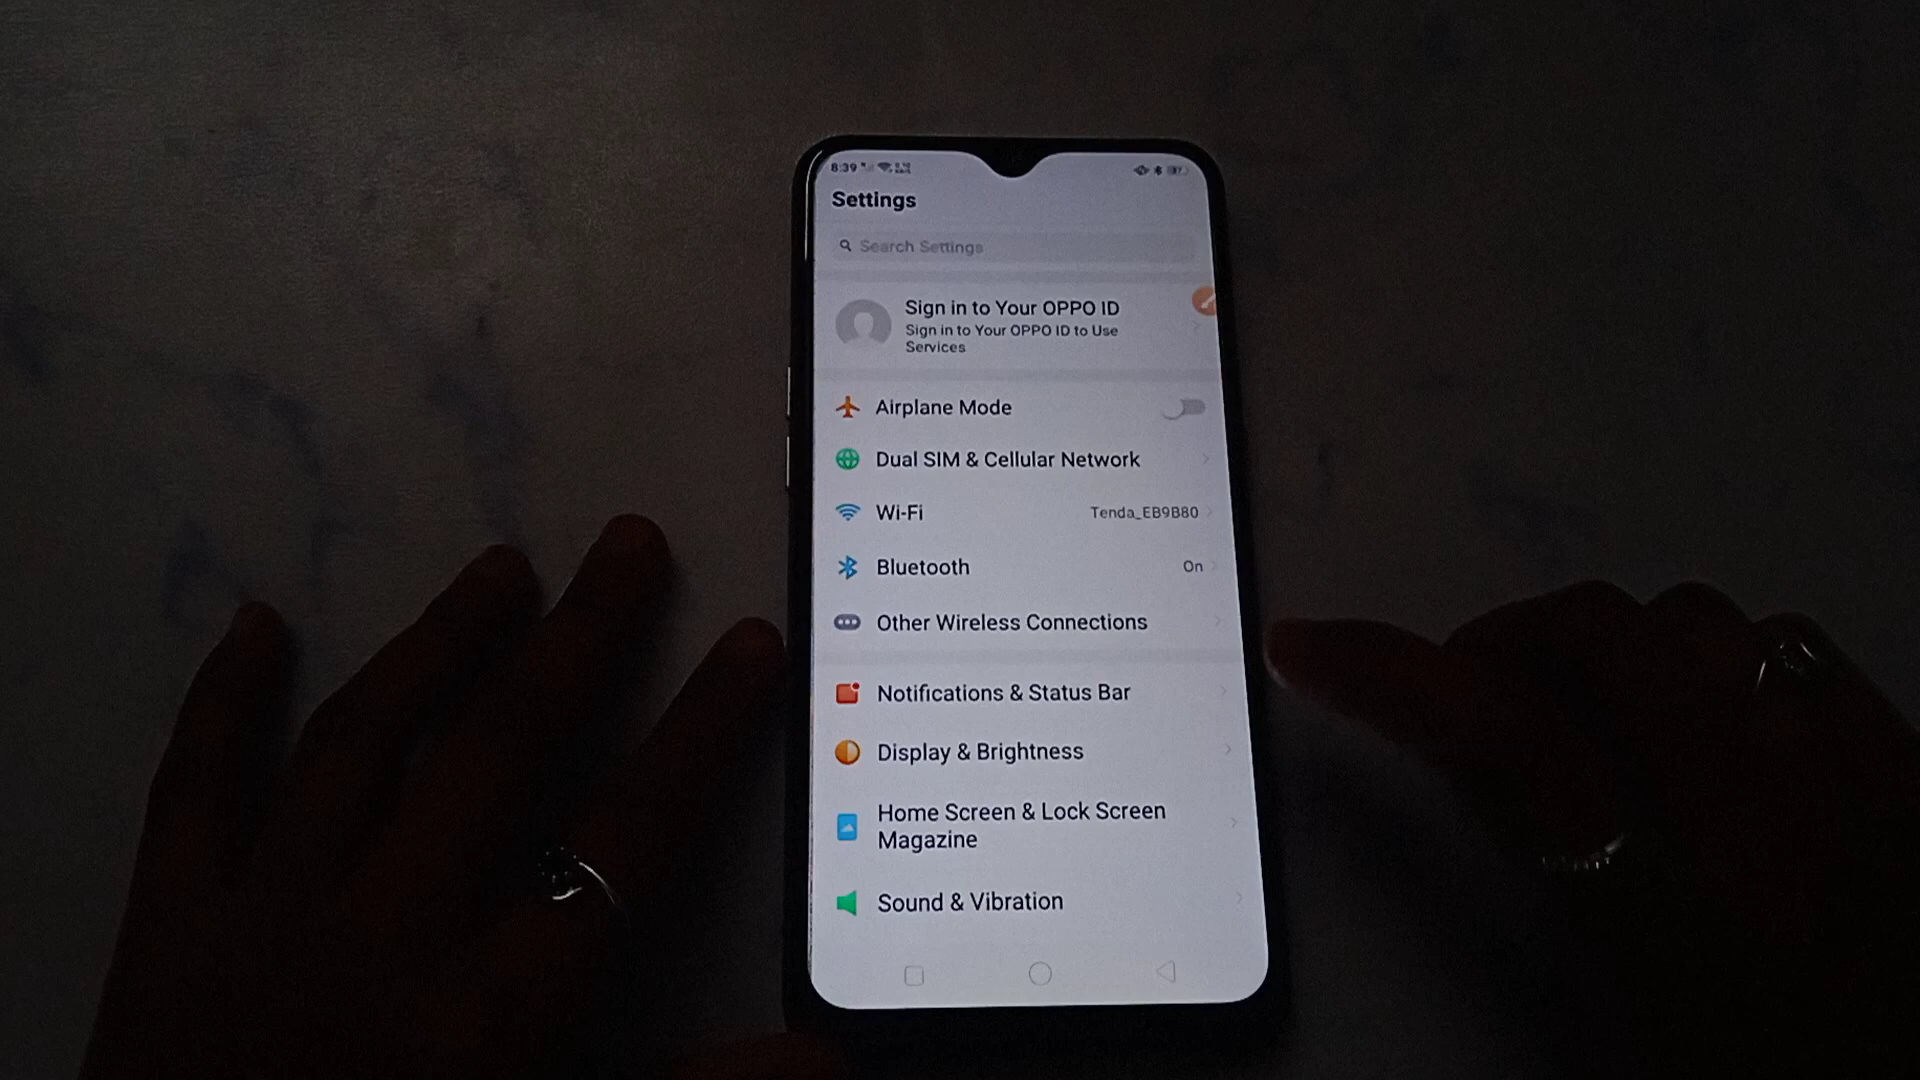 8:39
Settings
Search Settings
Sign in to Your OPPO ID
Sign in to Your OPPO ID to Use
Services
Airplane Mode
Dual SIM & Cellular Network
Wi-Fi Tenda_EB9B80
Bluetooth On
Other Wireless Connections
Notifications & Status Bar
Display & Brightness
Home Screen & Lock Screen
Magazine
Sound & Vibration